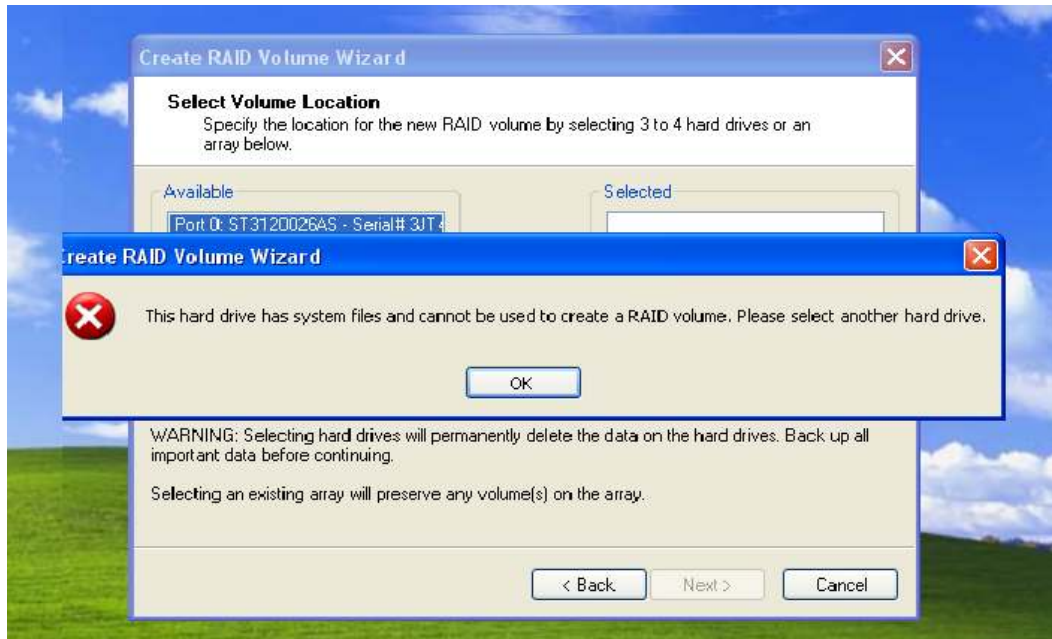 Create RAID Volume Wizard
Select Volume Location
Specify the location for the new RAID volume by selecting 3 to 4 hard drives or an
array below.
Available
Selected
Port 0: ST3120026AS - Serial# 3JT4
reate RAID Volume Wizard
This hard drive has system files and cannot be used to create a RAID volume. Please select another hard drive.
OK
WARNING: Selecting hard drives will permanently delete the data on the hard drives. Back up all
important data before continuing.
Selecting an existing array will preserve any volume(s) on the array.
< Back
Next >
Cancel